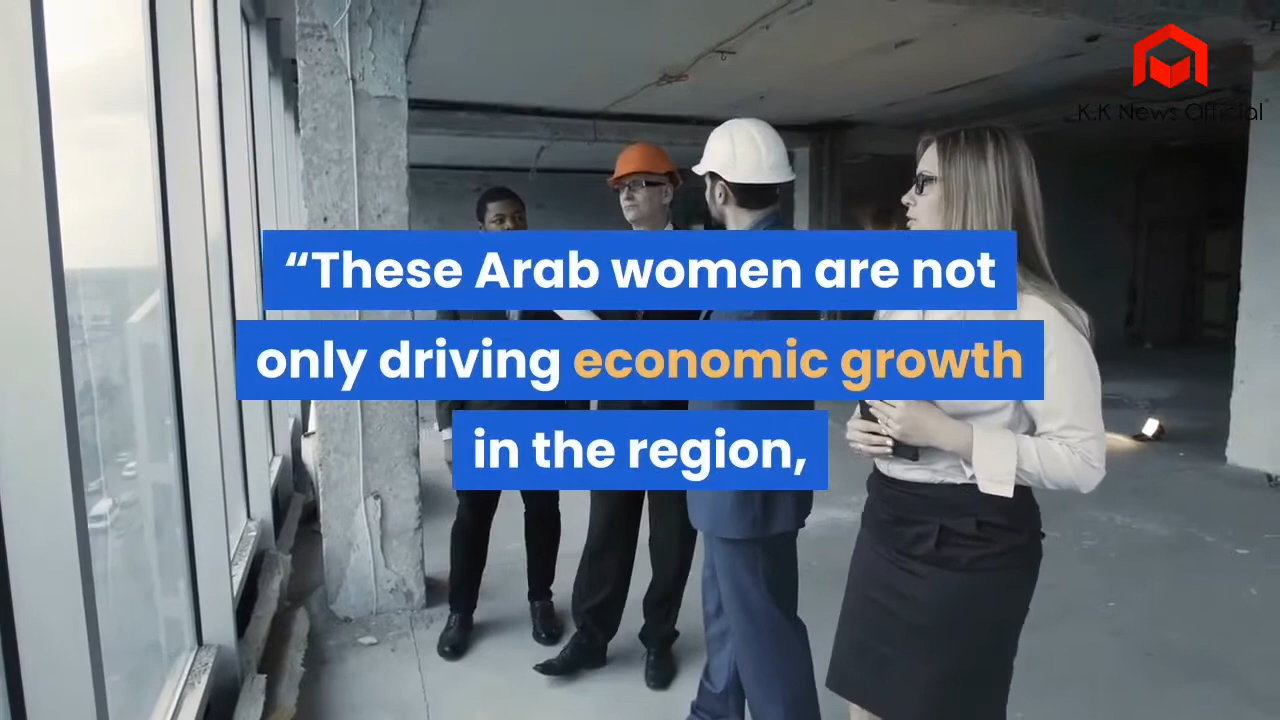 K.K News Official
“These Arab women are not
only driving economic growth
in the region,